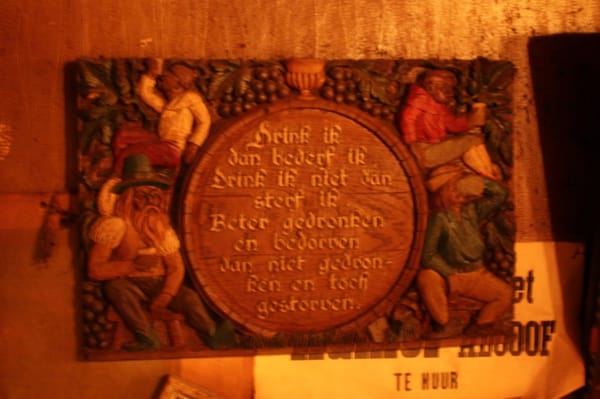 Drink ik
dan bederf ik
Drink ik niet dan
sterf ik
Beter gedronken
en bedorven
dan niet gedron-
ken en toch
gestorven.
et
TE HUUR